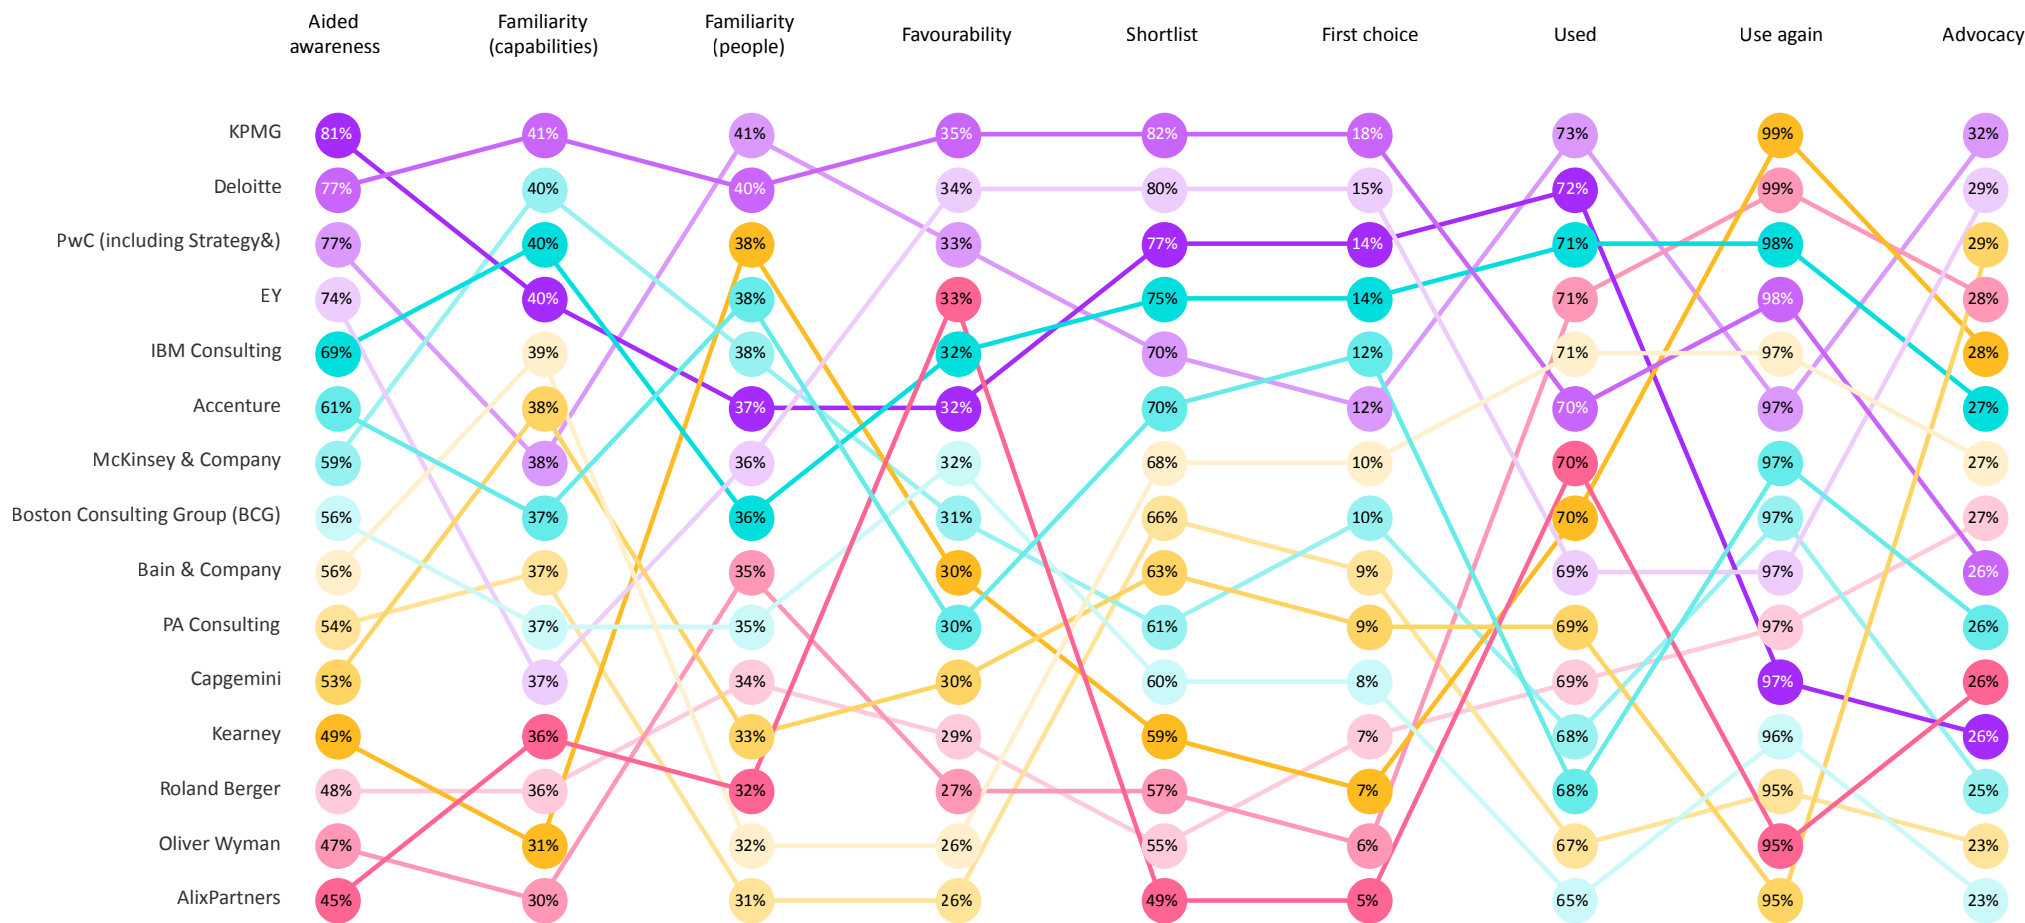 Aided awareness
Familiarity (capabilities)
Familiarity (people)
Favourability
Shortlist
First choice
Used
Use again
Advocacy
KPMG 81% 41% 41% 35% 82% 18% 73% 99% 32%
Deloitte 77% 40% 40% 34% 80% 15% 72% 99% 29%
PwC (including Strategy&) 77% 40% 38% 33% 77% 14% 71% 98% 29%
EY 74% 40% 38% 33% 75% 14% 71% 98% 28%
IBM Consulting 69% 39% 38% 32% 70% 12% 71% 97% 28%
Accenture 61% 38% 37% 32% 70% 12% 70% 97% 27%
McKinsey & Company 59% 38% 36% 32% 68% 10% 70% 97% 27%
Boston Consulting Group (BCG) 56% 37% 36% 31% 66% 10% 70% 97% 27%
Bain & Company 56% 37% 35% 30% 63% 9% 69% 97% 26%
PA Consulting 54% 37% 35% 30% 61% 9% 69% 97% 26%
Capgemini 53% 37% 34% 30% 60% 8% 69% 97% 26%
Kearney 49% 36% 33% 29% 59% 7% 68% 96% 26%
Roland Berger 48% 36% 32% 27% 57% 7% 68% 95% 25%
Oliver Wyman 47% 31% 32% 26% 55% 6% 67% 95% 23%
AlixPartners 45% 30% 31% 26% 49% 5% 65% 95% 23%